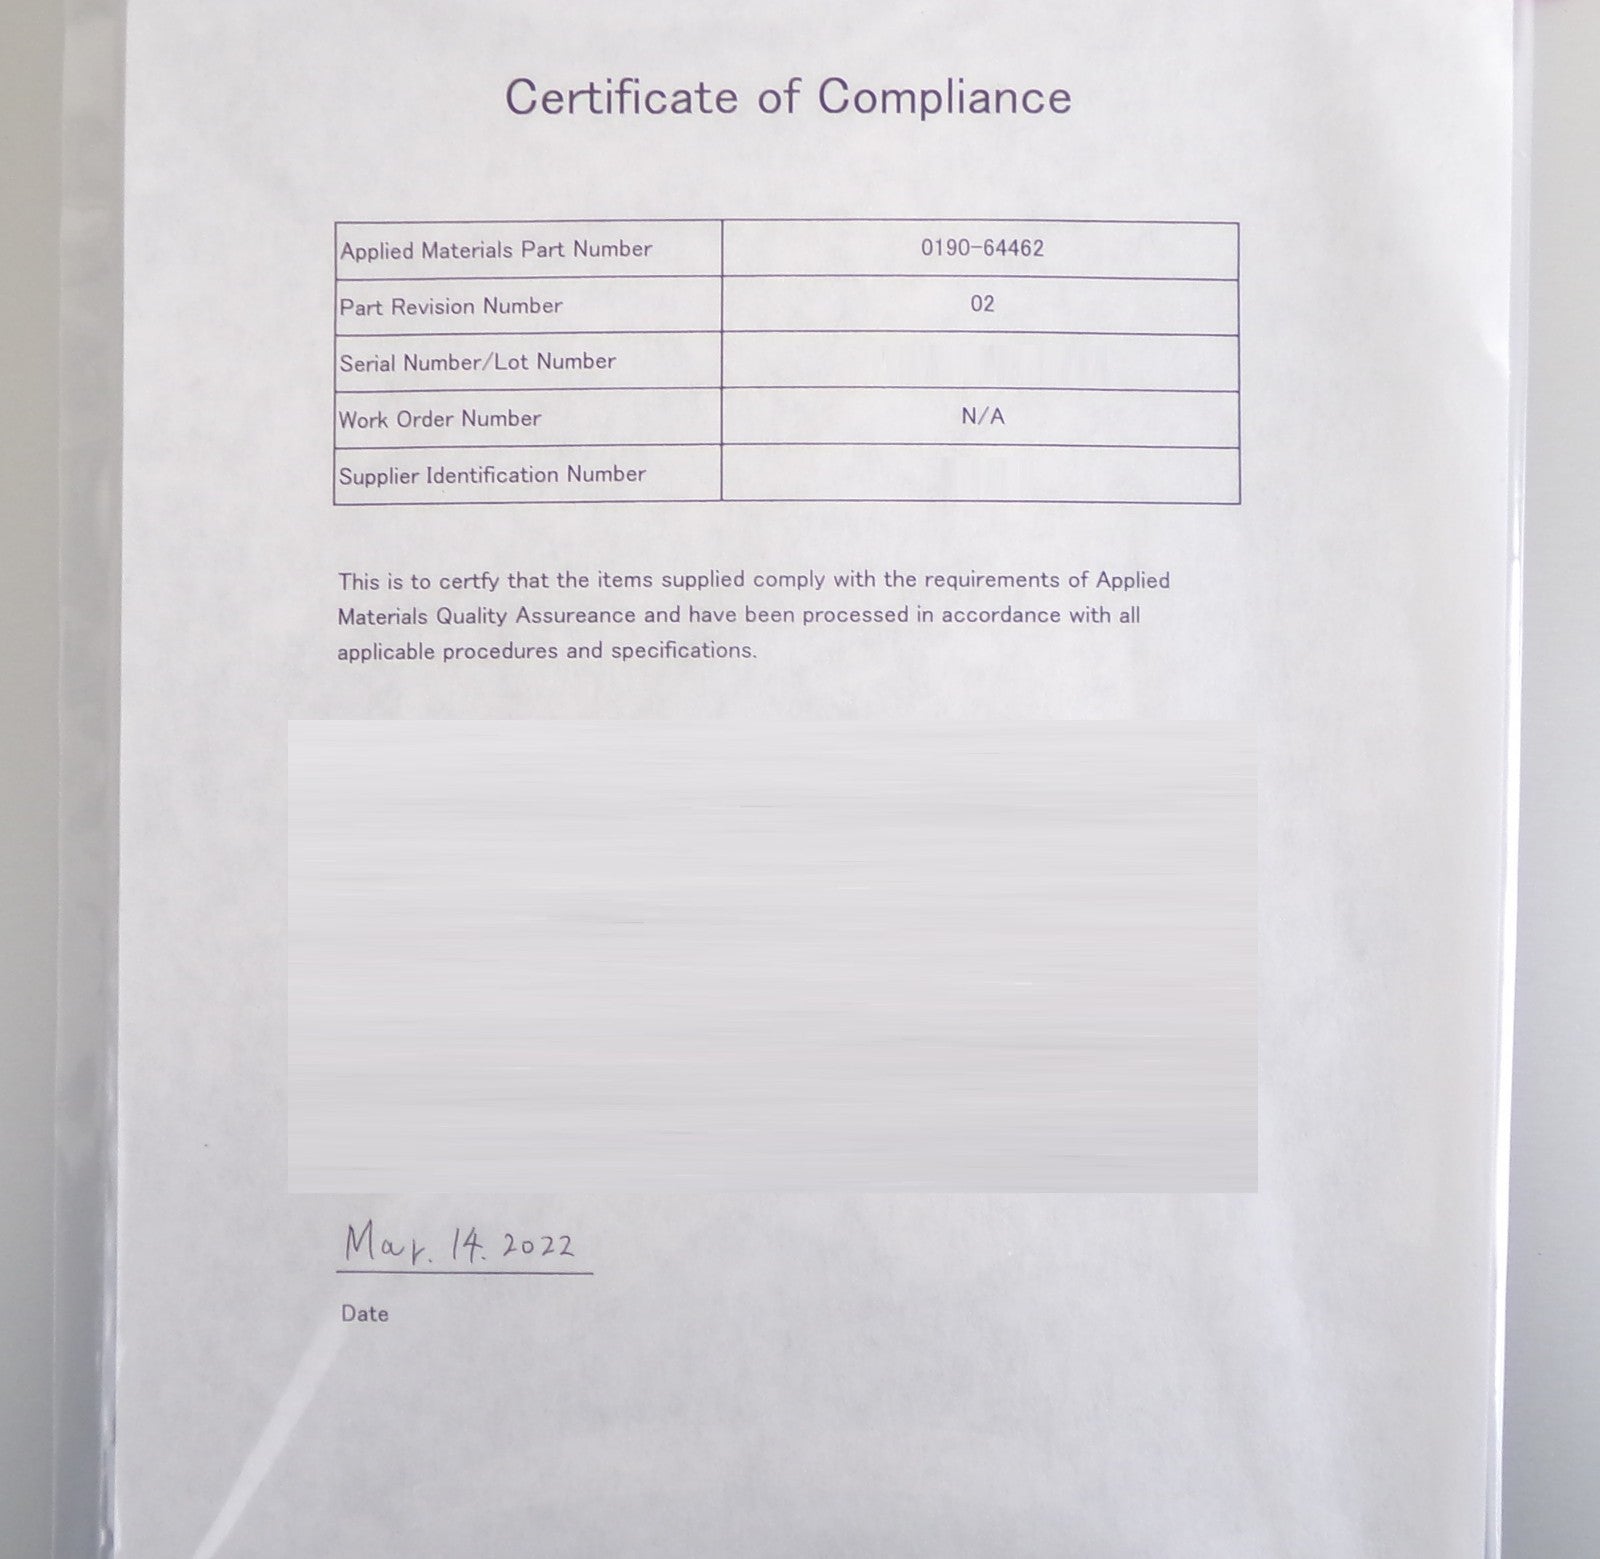 Certificate of Compliance
Applied Materials Part Number 0190-64462
Part Revision Number 02
Serial Number/Lot Number
Work Order Number N/A
Supplier Identification Number
This is to certfy that the items supplied comply with the requirements of Applied
Materials Quality Assureance and have been processed in accordance with all
applicable procedures and specifications.
Mar. 14. 2022
Date